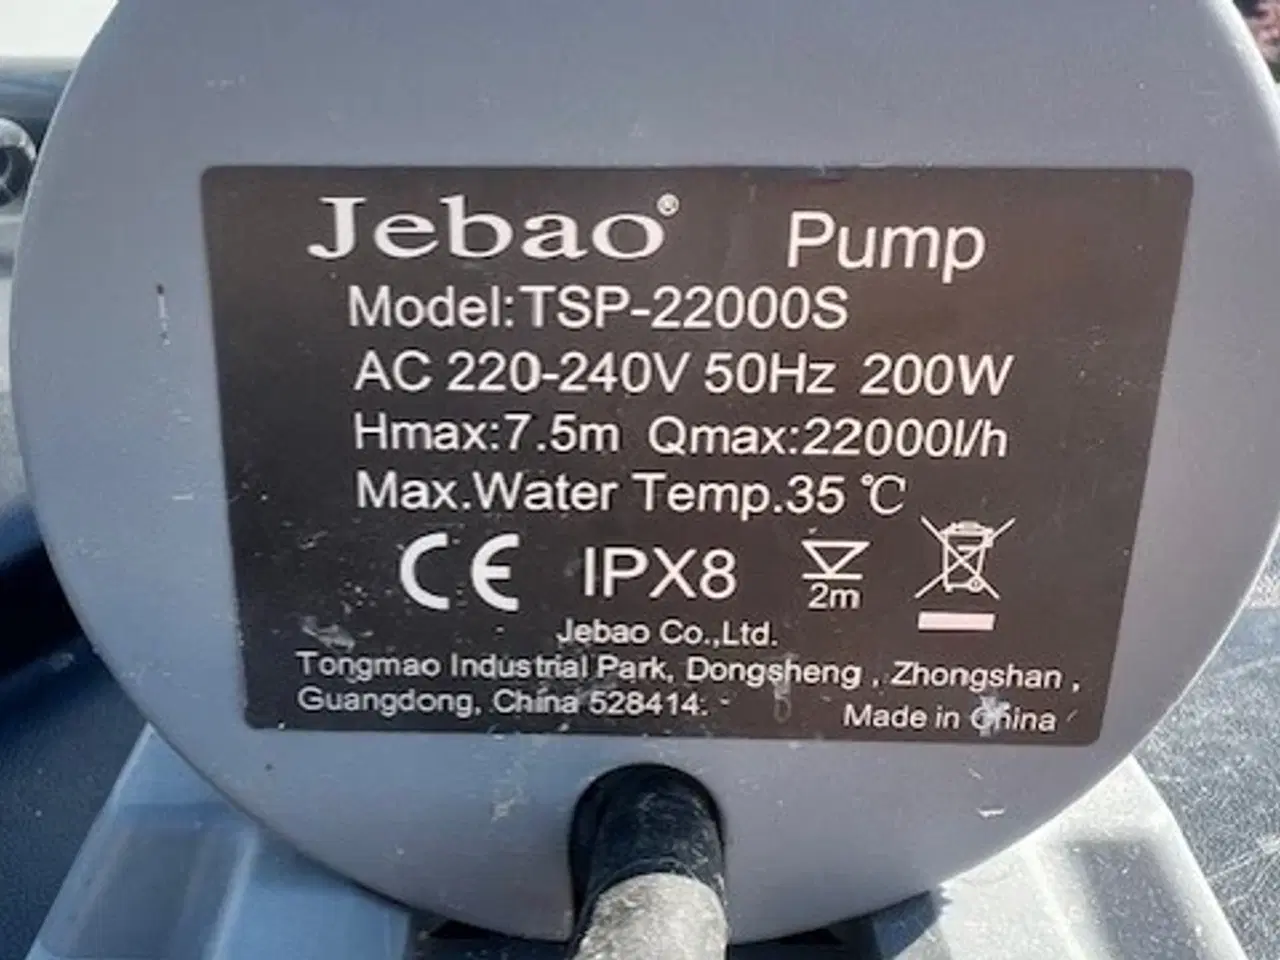 Jebao® Pump
Model:TSP-22000S
AC 220-240V 50Hz 200W
Hmax:7.5m Qmax:22000l/h
Max.Water Temp.35 ℃
CE IPX8 2m
Jebao Co.,Ltd.
Tongmao Industrial Park, Dongsheng , Zhongshan ,
Guangdong, China 528414.
Made in China